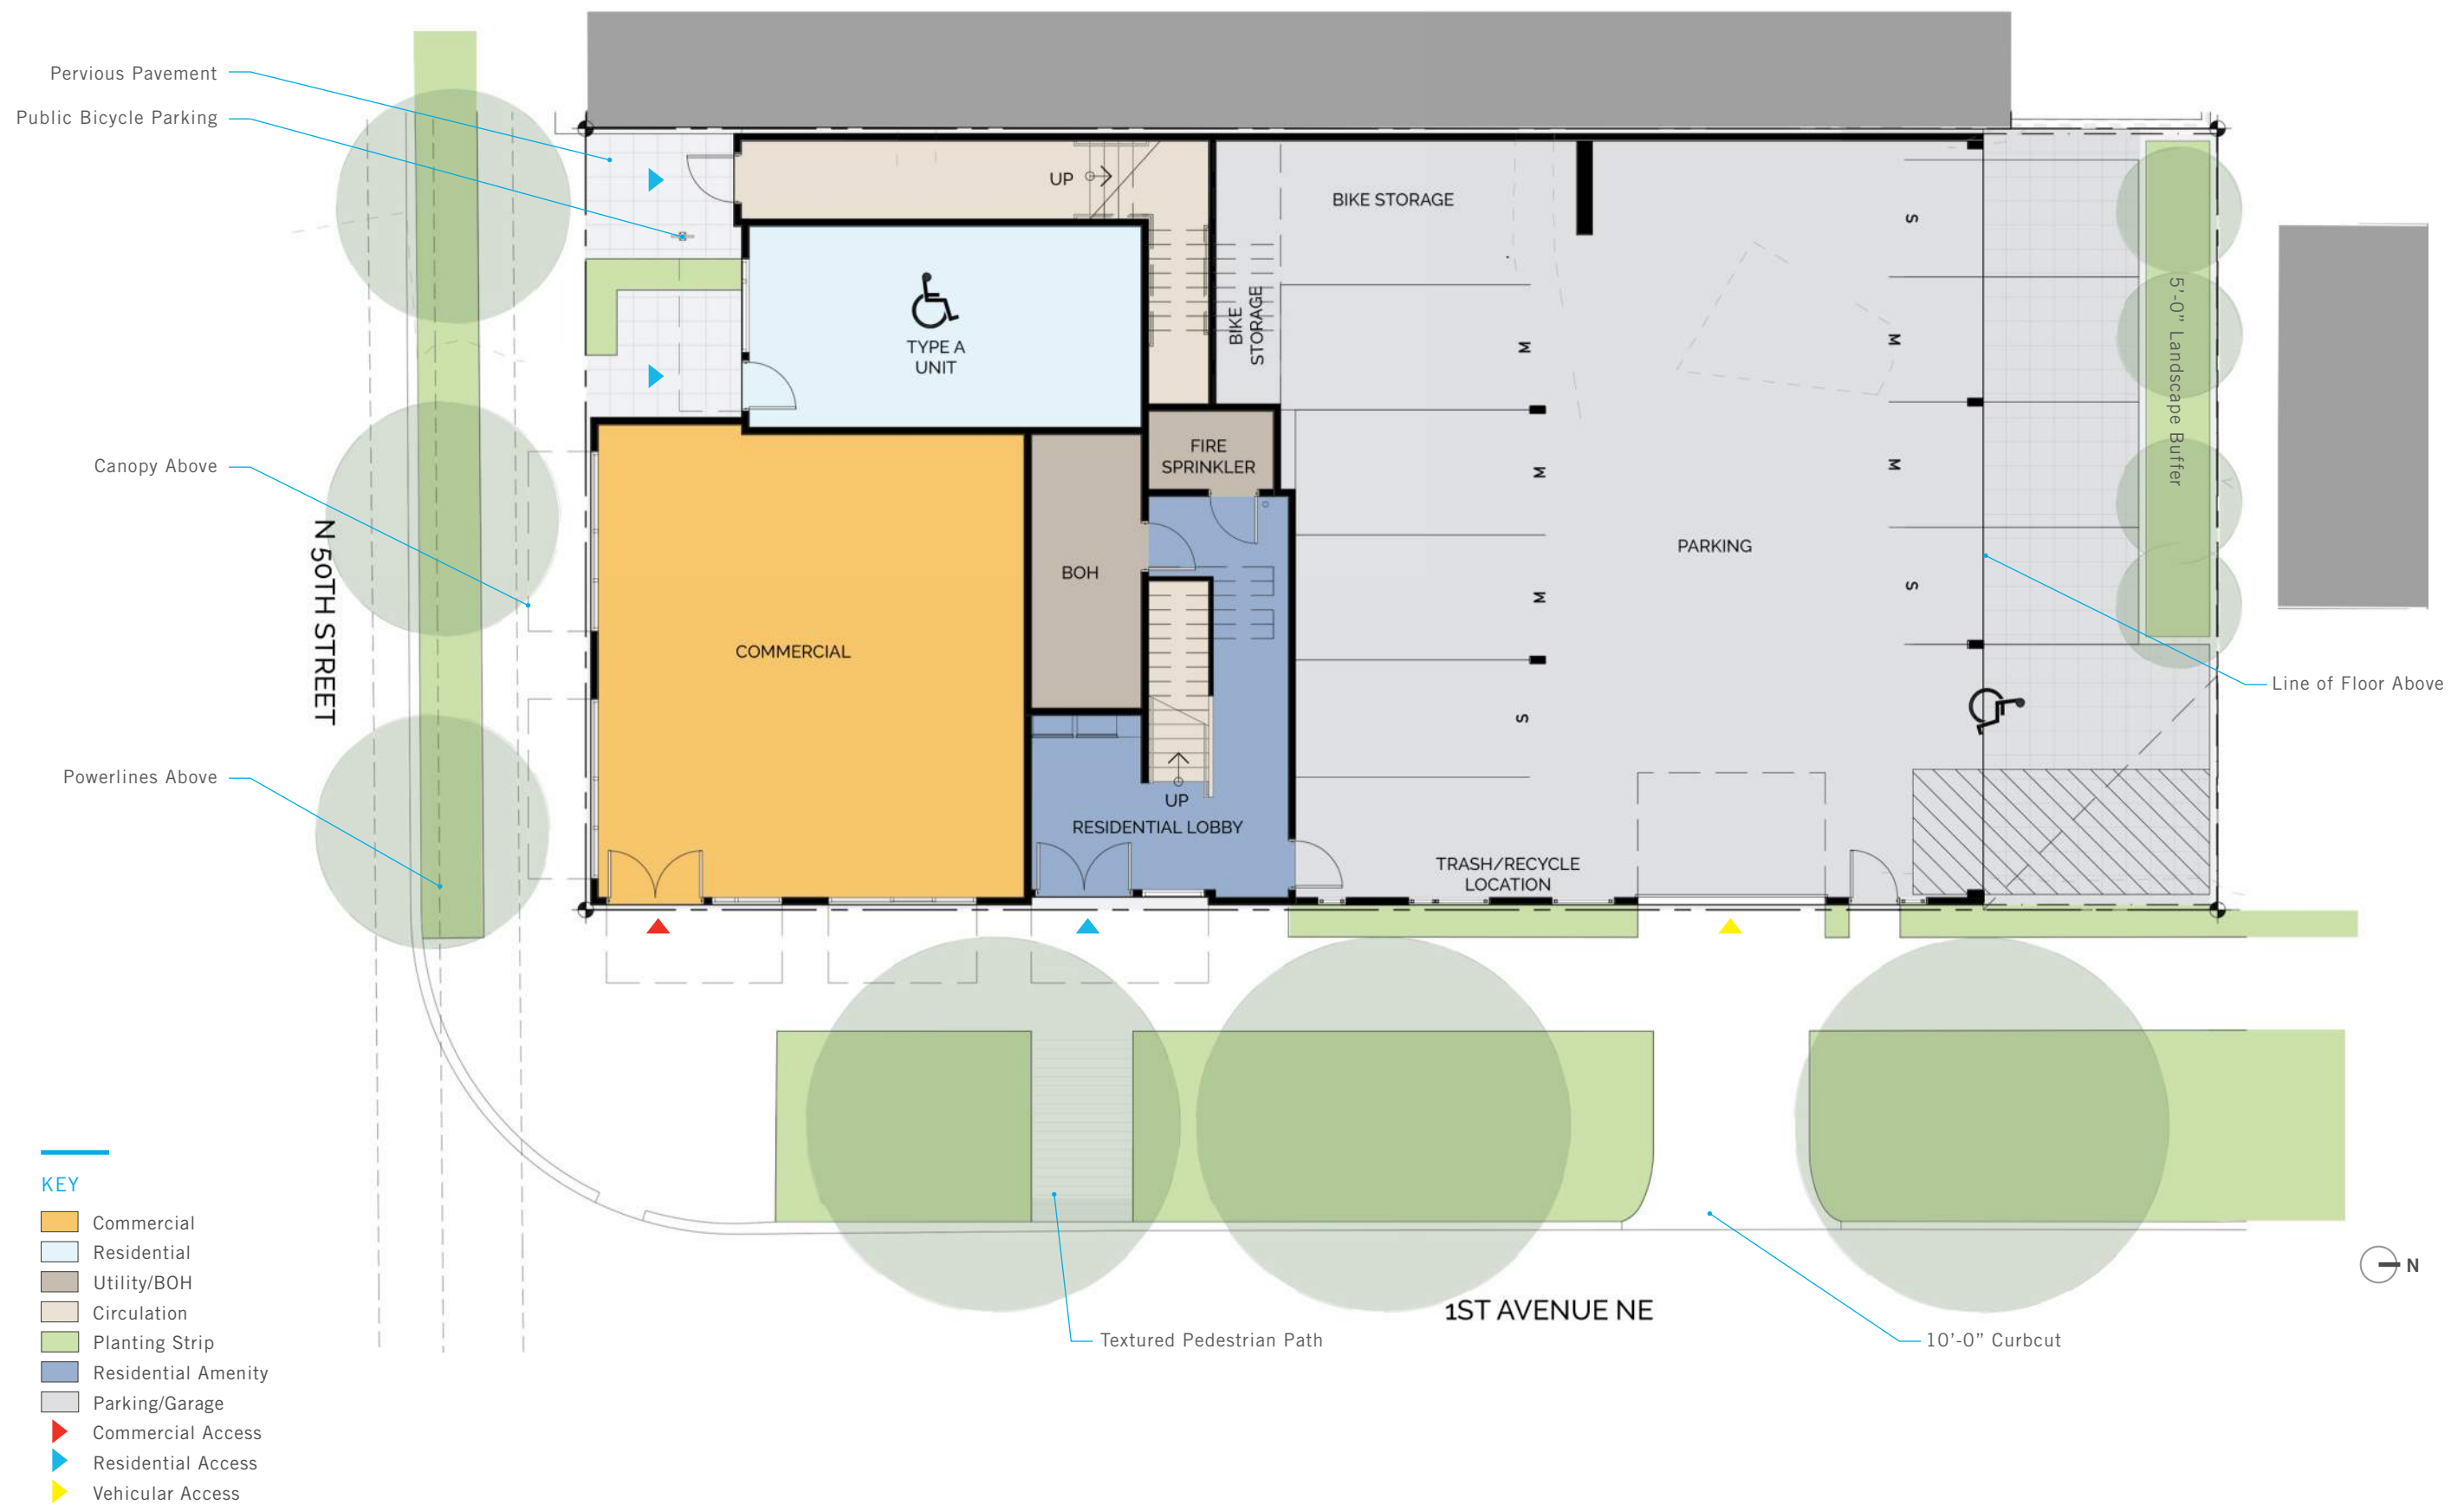 Pervious Pavement
Public Bicycle Parking
Canopy Above
Powerlines Above
N 50TH STREET
UP
BIKE STORAGE
BIKE
STORAGE
TYPE A
UNIT
FIRE
SPRINKLER
BOH
COMMERCIAL
UP
RESIDENTIAL LOBBY
PARKING
TRASH/RECYCLE
LOCATION
M
M
M
S
S
M
M
S
5'-0" Landscape Buffer
Line of Floor Above
1ST AVENUE NE
Textured Pedestrian Path
10'-0" Curbcut
N
KEY
Commercial
Residential
Utility/BOH
Circulation
Planting Strip
Residential Amenity
Parking/Garage
Commercial Access
Residential Access
Vehicular Access